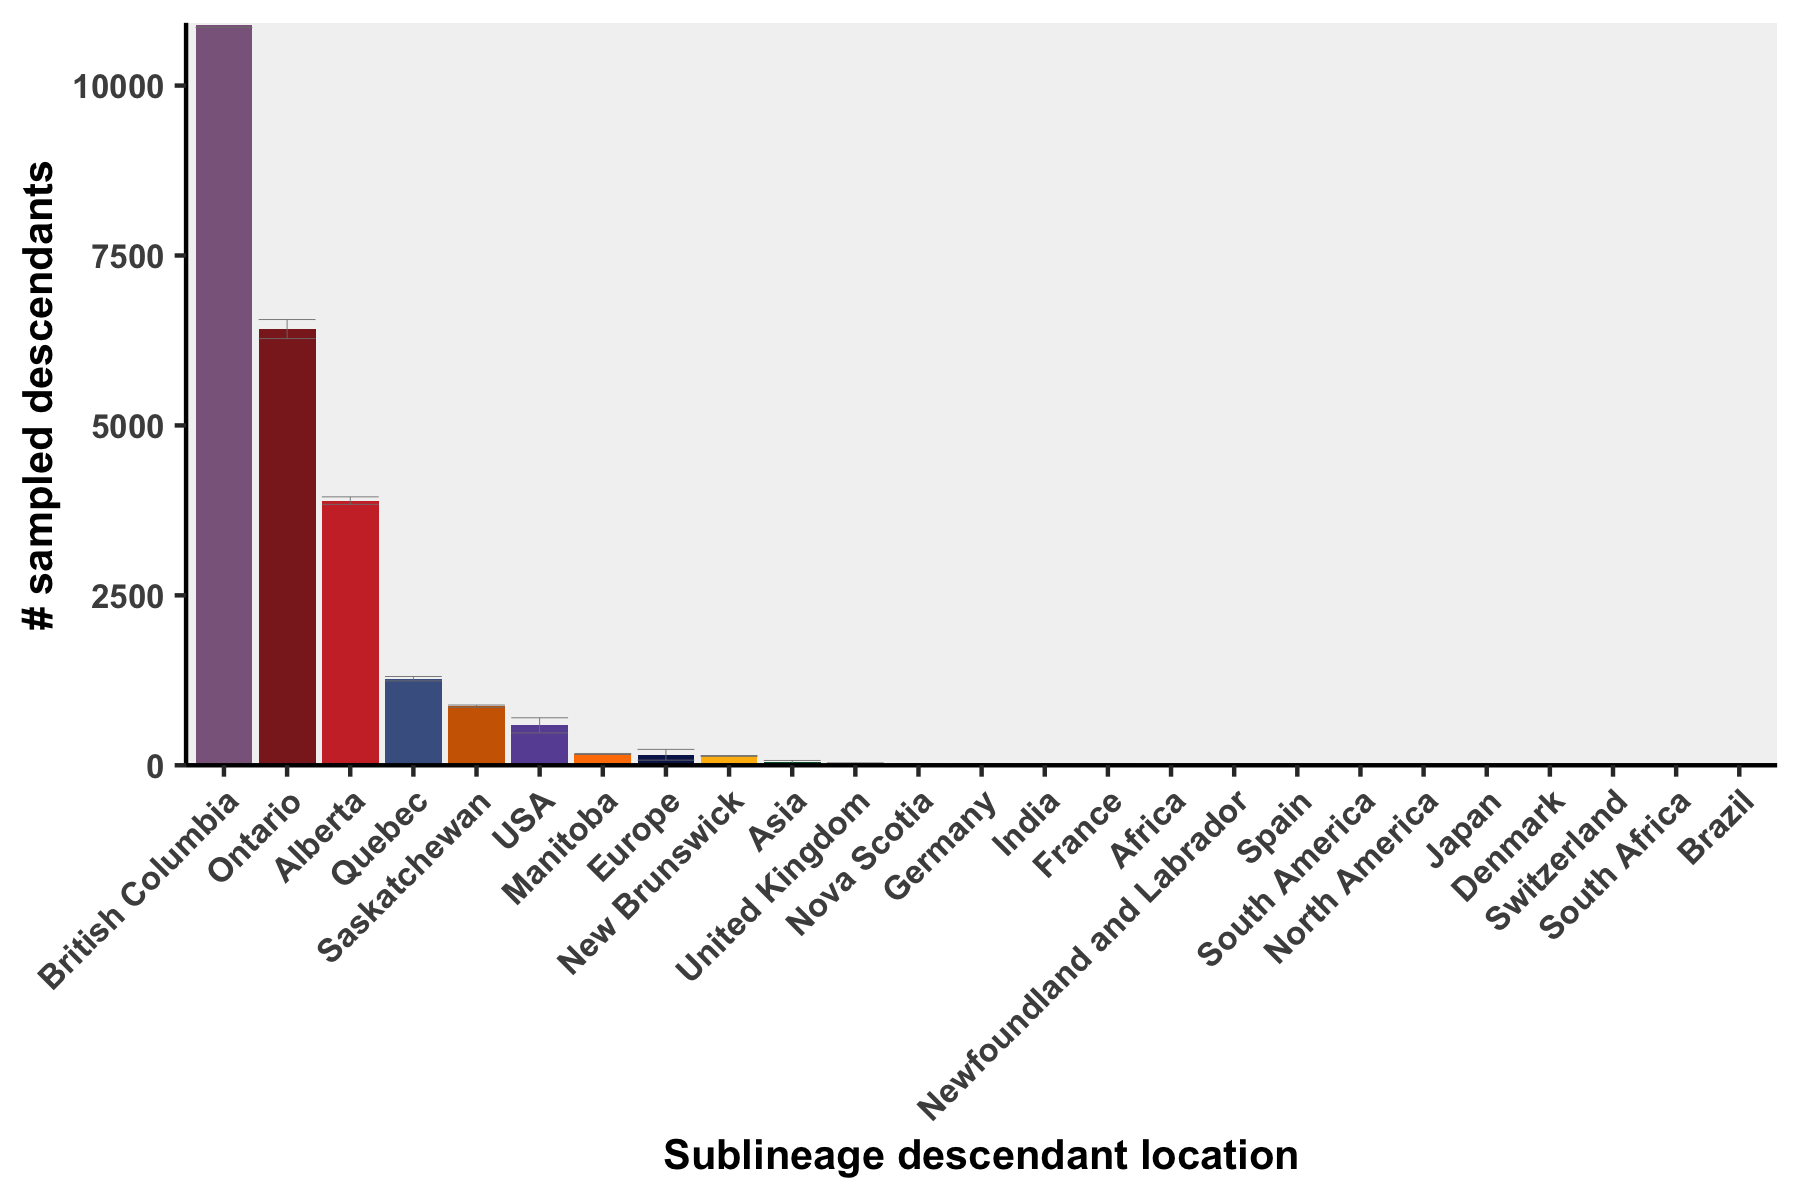 # sampled descendants
10000
7500
5000
2500
0
British Columbia
Ontario
Alberta
Quebec
Saskatchewan
USA
Manitoba
Europe
New Brunswick
Asia
United Kingdom
Nova Scotia
Germany
India
France
Africa
Newfoundland and Labrador
Spain
South America
North America
Japan
Denmark
Switzerland
South Africa
Brazil
Sublineage descendant location